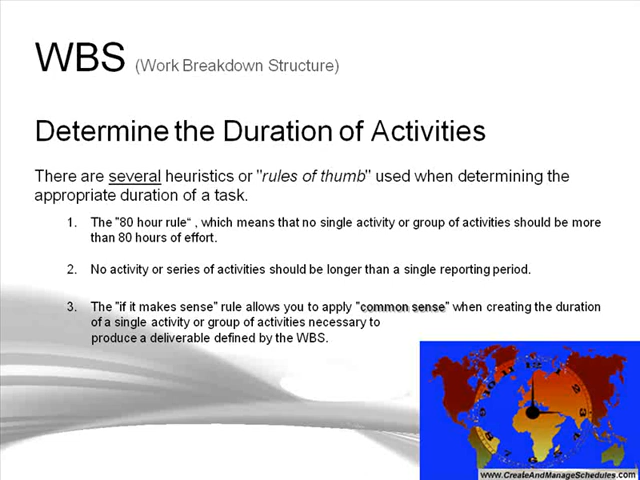 WBS (Work Breakdown Structure)
Determine the Duration of Activities
There are several heuristics or "rules of thumb" used when determining the
appropriate duration of a task.
1. The "80 hour rule“ , which means that no single activity or group of activities should be more
than 80 hours of effort.
2. No activity or series of activities should be longer than a single reporting period.
3. The "if it makes sense" rule allows you to apply "common sense" when creating the duration
of a single activity or group of activities necessary to
produce a deliverable defined by the WBS.
www.CreateAndManageSchedules.com